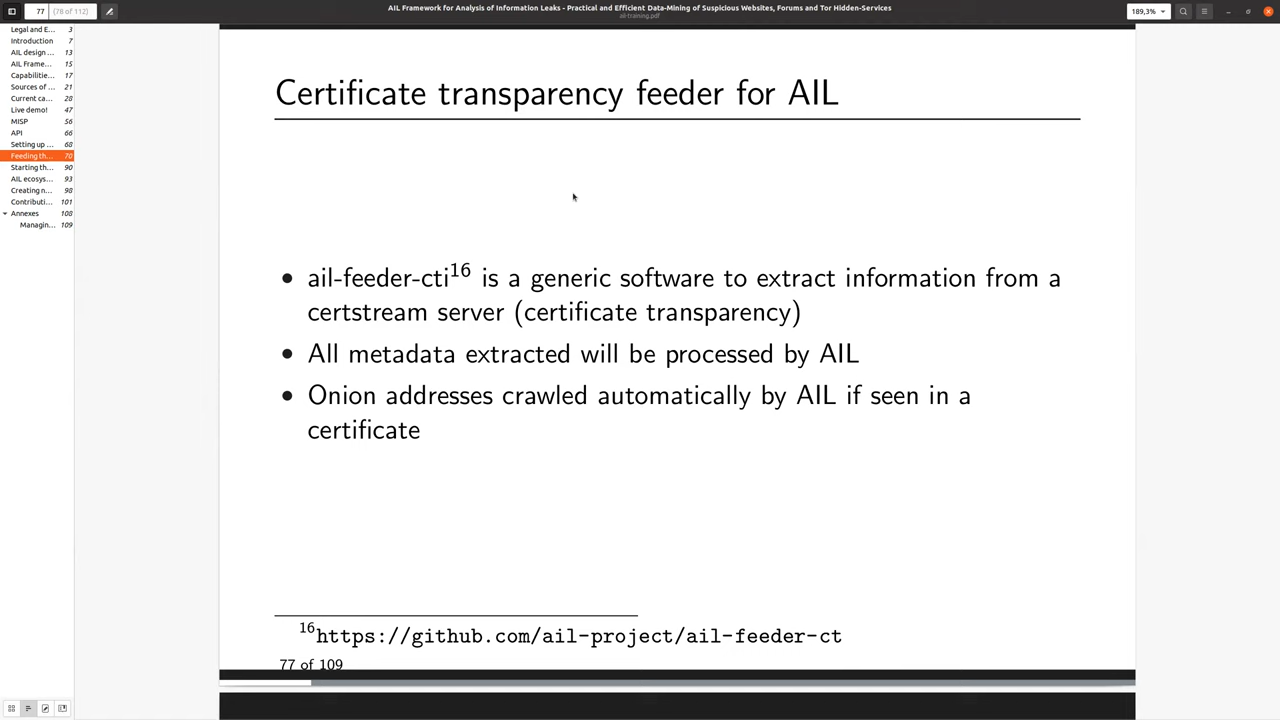 77
(78 of 112)
AIL Framework for Analysis of Information Leaks - Practical and Efficient Data-Mining of Suspicious Websites, Forums and Tor Hidden-Services
ail-training.pdf
189,3%
Legal and E... 3
Introduction 7
AIL design ... 13
AIL Frame... 15
Capabilitie... 17
Sources of ... 21
Current ca... 28
Live demo! 47
MISP 56
API 66
Setting up ... 68
Feeding th... 70
Starting th... 90
AIL ecosys... 93
Creating n... 98
Contributi... 101
Annexes 108
Managin... 109
Certificate transparency feeder for AIL
• ail-feeder-cti16 is a generic software to extract information from a
certstream server (certificate transparency)
• All metadata extracted will be processed by AIL
• Onion addresses crawled automatically by AIL if seen in a
certificate
16https://github.com/ail-project/ail-feeder-ct
77 of 109